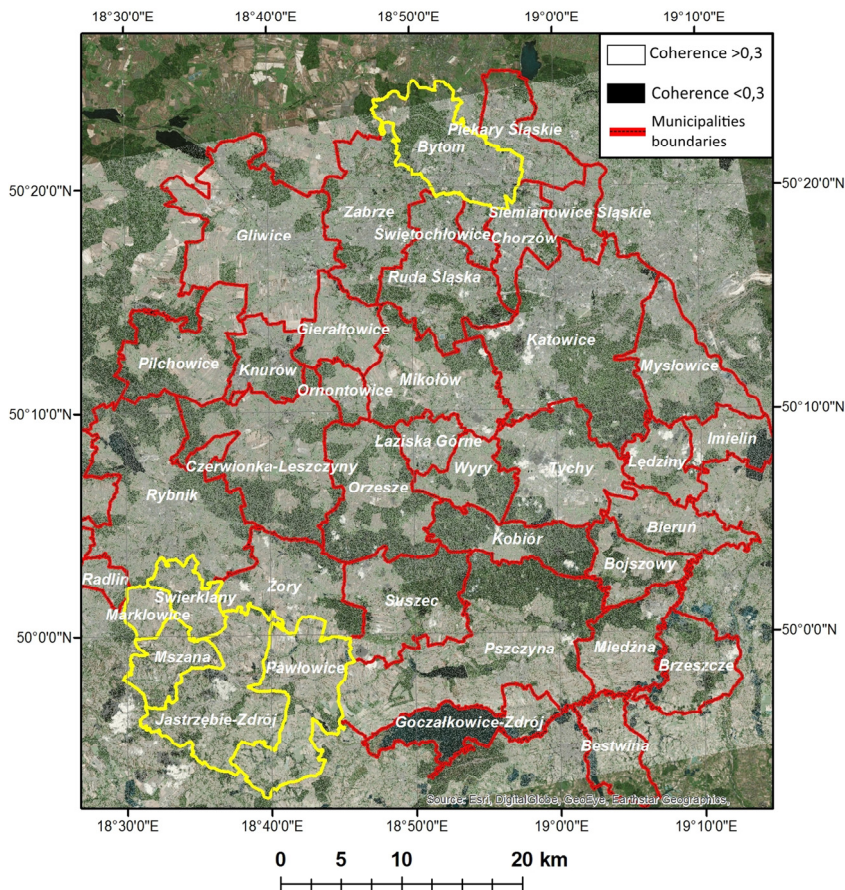 18°30'0"E 18°40'0"E 18°50'0"E 19°0'0"E 19°10'0"E
Coherence >0,3
Coherence <0,3
Municipalities
boundaries
Piekary Śląskie
Bytom
50°20'0"N 50°20'0"N
Zabrze Siemianowice Śląskie
Gliwice Świętochłowice Chorzów
Ruda Śląska
Gierałtowice
Katowice
Pilchowice Knurów Mikołów Mysłowice
Ornontowice
50°10'0"N 50°10'0"N
Łaziska Górne Imielin
Czerwionka-Leszczyny Wyry Tychy Lędziny
Rybnik Orzesze
Bieruń
Kobiór
Bojszowy
Radlin Żory
Świerklany Suszec
Marklowice
50°0'0"N 50°0'0"N
Mszana Pszczyna Miedźna
Pawłowice Brzeszcze
Jastrzębie-Zdrój Goczałkowice-Zdrój
Bestwina
Source: Esri, DigitalGlobe, GeoEye, Earthstar Geographics,
18°30'0"E 18°40'0"E 18°50'0"E 19°0'0"E 19°10'0"E
0 5 10 20 km